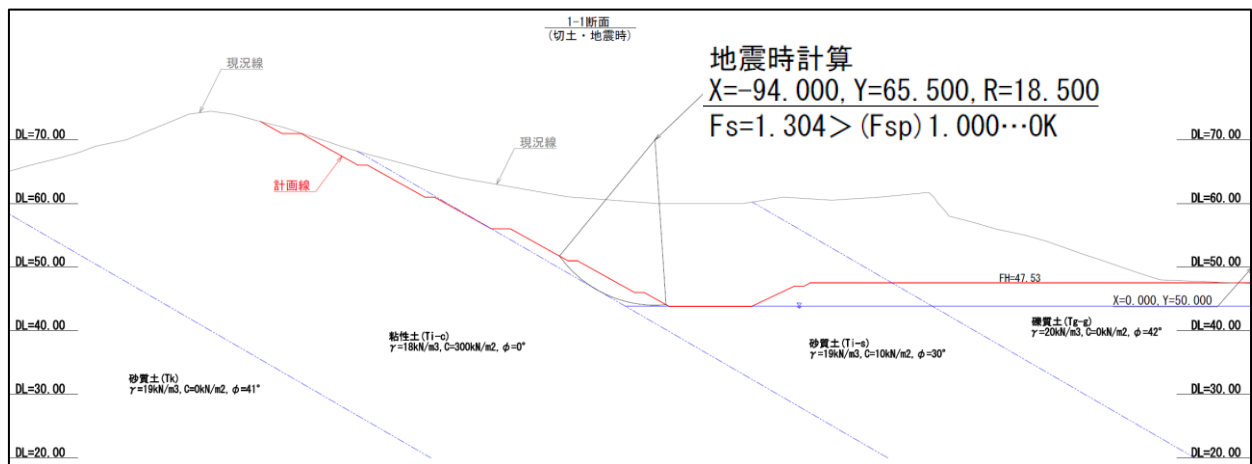 1-1断面
(切土・地震時)
地震時計算
X=-94.000, Y=65.500, R=18.500
Fs=1.304＞(Fsp)1.000…OK
現況線
現況線
計画線
DL=70.00
DL=60.00
DL=50.00
DL=40.00
DL=30.00
DL=20.00
DL=70.00
DL=60.00
DL=50.00
DL=40.00
DL=30.00
DL=20.00
FH=47.53
X=0.000, Y=50.000
粘性土(Ti-c)
γ=18kN/m3, C=300kN/m2, φ=0°
砂質土(Ti-s)
γ=19kN/m3, C=10kN/m2, φ=30°
礫質土(Tg-g)
γ=20kN/m3, C=0kN/m2, φ=42°
砂質土(Tk)
γ=19kN/m3, C=0kN/m2, φ=41°